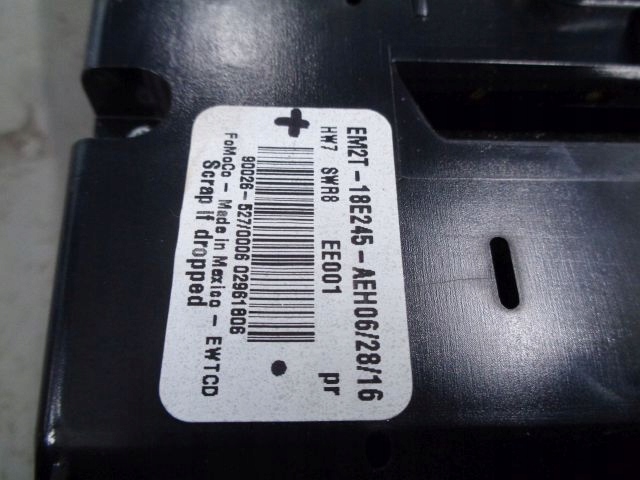 EM2T-18E245-AEH06/28/16
HW7 SWR8 EE001 pr
90026-527/0006 02961806
FoMoCo - Made in Mexico - EWTCD
Scrap if dropped